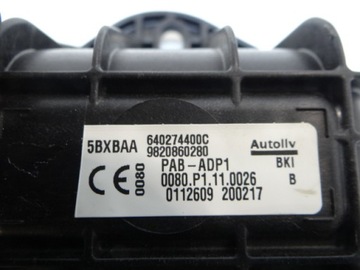 5BXBAA 640274400C Autoliv
9820860280
PAB-ADP1 BKI
CE 0080 0080.P1.11.0026 B
0112609 200217